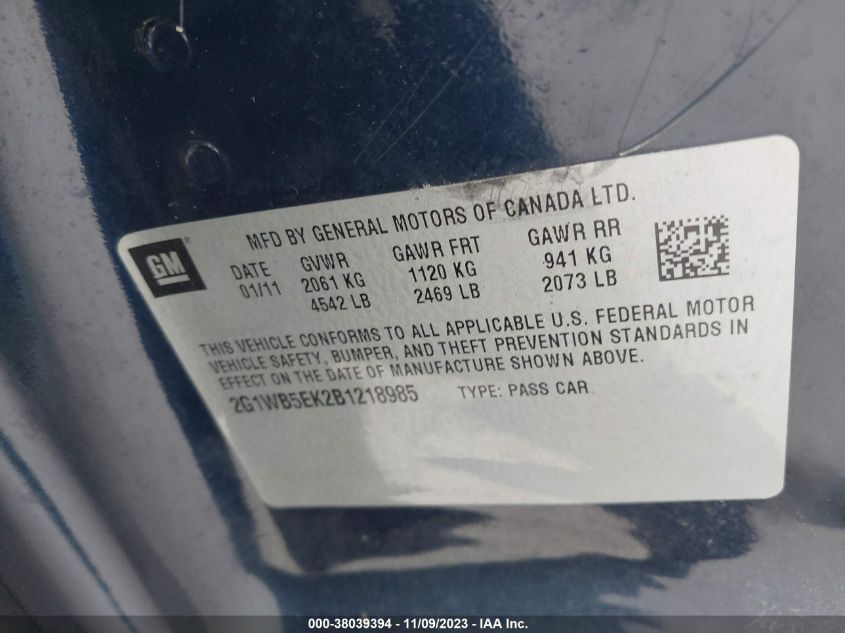 MFD BY GENERAL MOTORS OF CANADA LTD.
GM
DATE GVWR GAWR FRT GAWR RR
01/11 2061 KG 1120 KG 941 KG
4542 LB 2469 LB 2073 LB
THIS VEHICLE CONFORMS TO ALL APPLICABLE U.S. FEDERAL MOTOR
VEHICLE SAFETY, BUMPER, AND THEFT PREVENTION STANDARDS IN
EFFECT ON THE DATE OF MANUFACTURE SHOWN ABOVE.
2G1WB5EK2B1218985 TYPE: PASS CAR
000-38039394 - 11/09/2023 - IAA Inc.